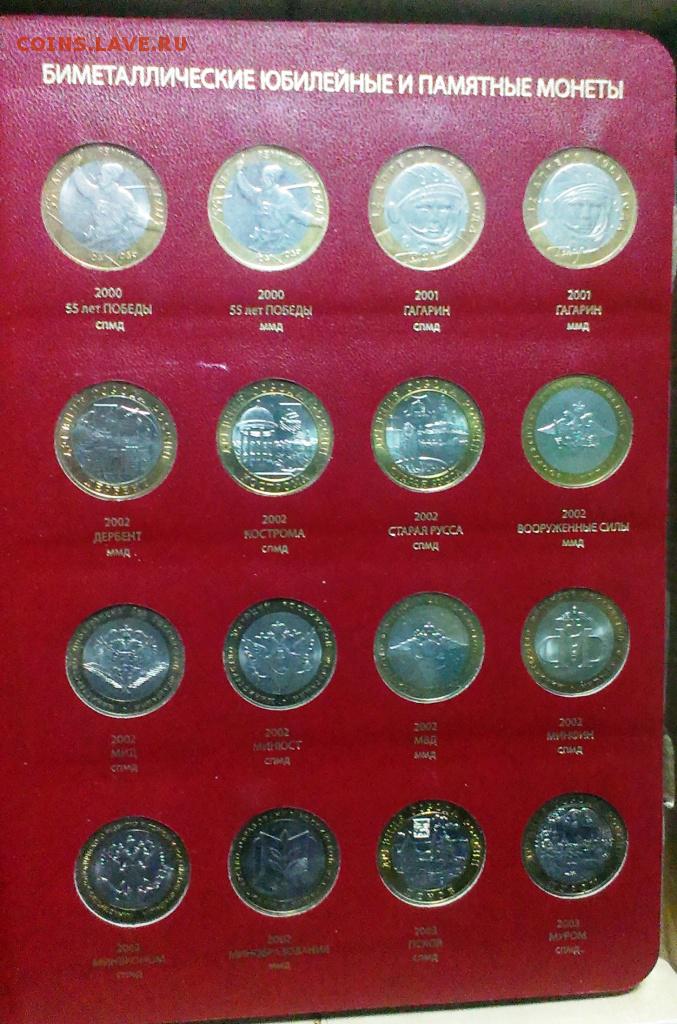 COINS.LAVE.RU
БИМЕТАЛЛИЧЕСКИЕ ЮБИЛЕЙНЫЕ И ПАМЯТНЫЕ МОНЕТЫ
2000 2000 2001 2001
55 лет ПОБЕДЫ 55 лет ПОБЕДЫ ГАГАРИН ГАГАРИН
спмд ммд спмд ммд
2002 2002 2002 2002
ДЕРБЕНТ КОСТРОМА СТАРАЯ РУССА ВООРУЖЕННЫЕ СИЛЫ
ммд спмд спмд ммд
2002 2002 2002 2002
МИД МИНЮСТ МВД МИНФИН
спмд спмд ммд спмд
2002 2002 2003 2003
МИНЭКОНОМ МИНОБРАЗОВАНИЯ ПСКОВ МУРОМ
спмд ммд спмд спмд